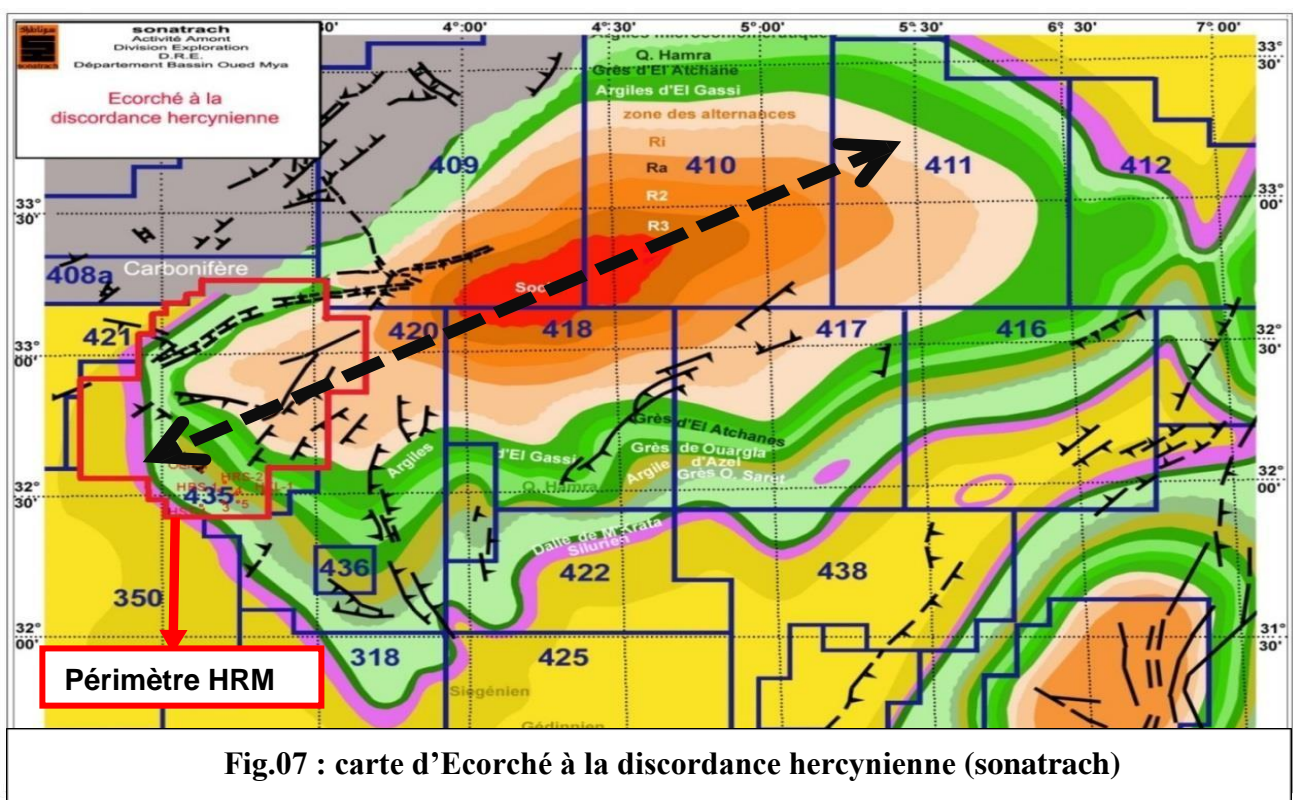 sonatrach
Activité Amont
Division Exploration
D.R.E.
Département Bassin Oued Mya
Ecorché à la
discordance hercynienne
30'
4°00'
4°30'
5°00'
5°30'
6°30'
7°00'
33°
30'
33°
00'
32°
30'
32°
00'
31°
30'
33°
30'
33°
00'
32°
30'
32°
00'
Q. Hamra
Grès d'El Atchane
Argiles d'El Gassi
zone des alternances
Ri
Ra
R2
R3
Soc
409
410
411
412
408a
Carbonifère
421
420
418
417
416
Grès d'El Atchanes
Argiles
d'El Gassi
Grès de Ouargla
Argile d'Azel
Grès O. Saret
Q. Hamra
HRS-2
435
Dalle de M'Krata
Silurien
436
422
438
350
318
425
Siegénien
Gédinnien
Périmètre HRM
Fig.07 : carte d'Ecorché à la discordance hercynienne (sonatrach)